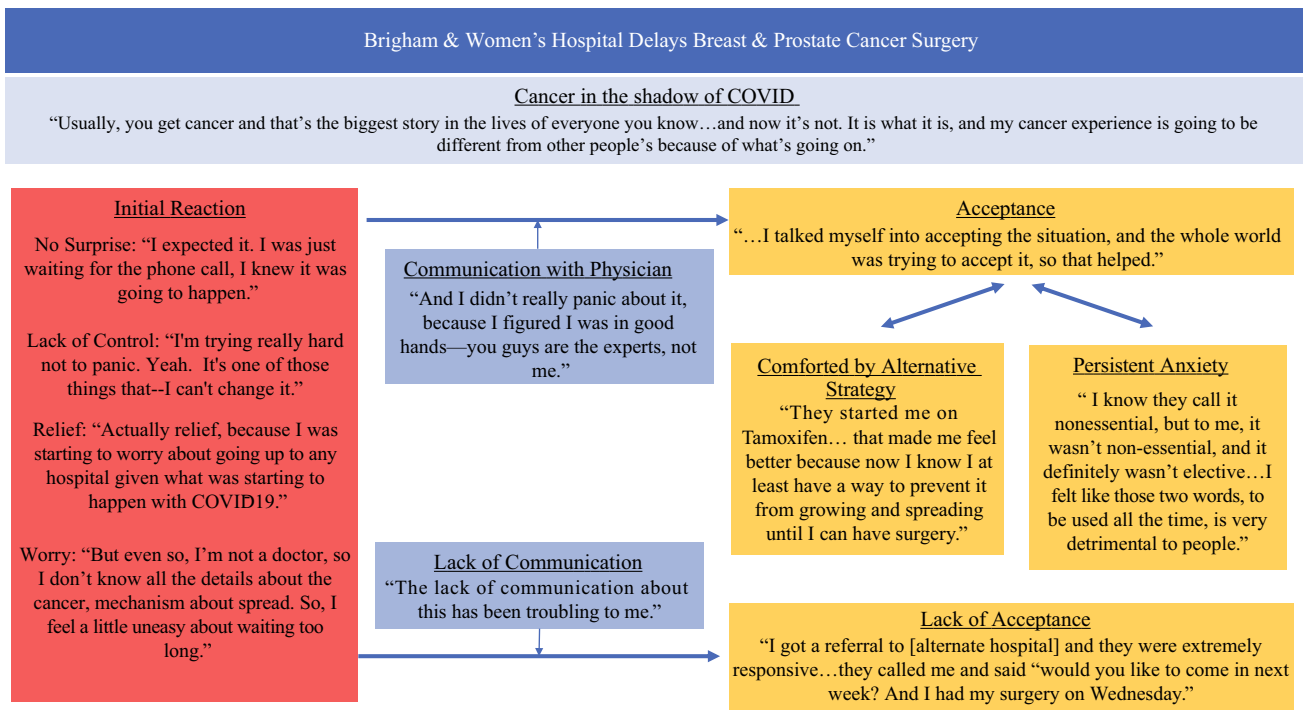 Brigham & Women’s Hospital Delays Breast & Prostate Cancer Surgery
Cancer in the shadow of COVID
“Usually, you get cancer and that’s the biggest story in the lives of everyone you know…and now it’s not. It is what it is, and my cancer experience is going to be
different from other people’s because of what’s going on.”
Initial Reaction
No Surprise: “I expected it. I was just
waiting for the phone call, I knew it was
going to happen.”
Lack of Control: “I'm trying really hard
not to panic. Yeah.  It's one of those
things that--I can't change it.”
Relief: “Actually relief, because I was
starting to worry about going up to any
hospital given what was starting to
happen with COVID-19.”
Worry: “But even so, I’m not a doctor, so
I don’t know all the details about the
cancer, mechanism about spread. So, I
feel a little uneasy about waiting too
long.”
Communication with Physician
“And I didn’t really panic about it,
because I figured I was in good
hands—you guys are the experts, not
me.”
Lack of Communication
“The lack of communication about
this has been troubling to me.”
Acceptance
“…I talked myself into accepting the situation, and the whole world
was trying to accept it, so that helped.”
Comforted by Alternative
Strategy
“They started me on
Tamoxifen… that made me feel
better because now I know I at
least have a way to prevent it
from growing and spreading
until I can have surgery.”
Persistent Anxiety
“ I know they call it
nonessential, but to me, it
wasn’t non-essential, and it
definitely wasn’t elective…I
felt like those two words, to
be used all the time, is very
detrimental to people.”
Lack of Acceptance
“I got a referral to [alternate hospital] and they were extremely
responsive…they called me and said “would you like to come in next
week? And I had my surgery on Wednesday.”